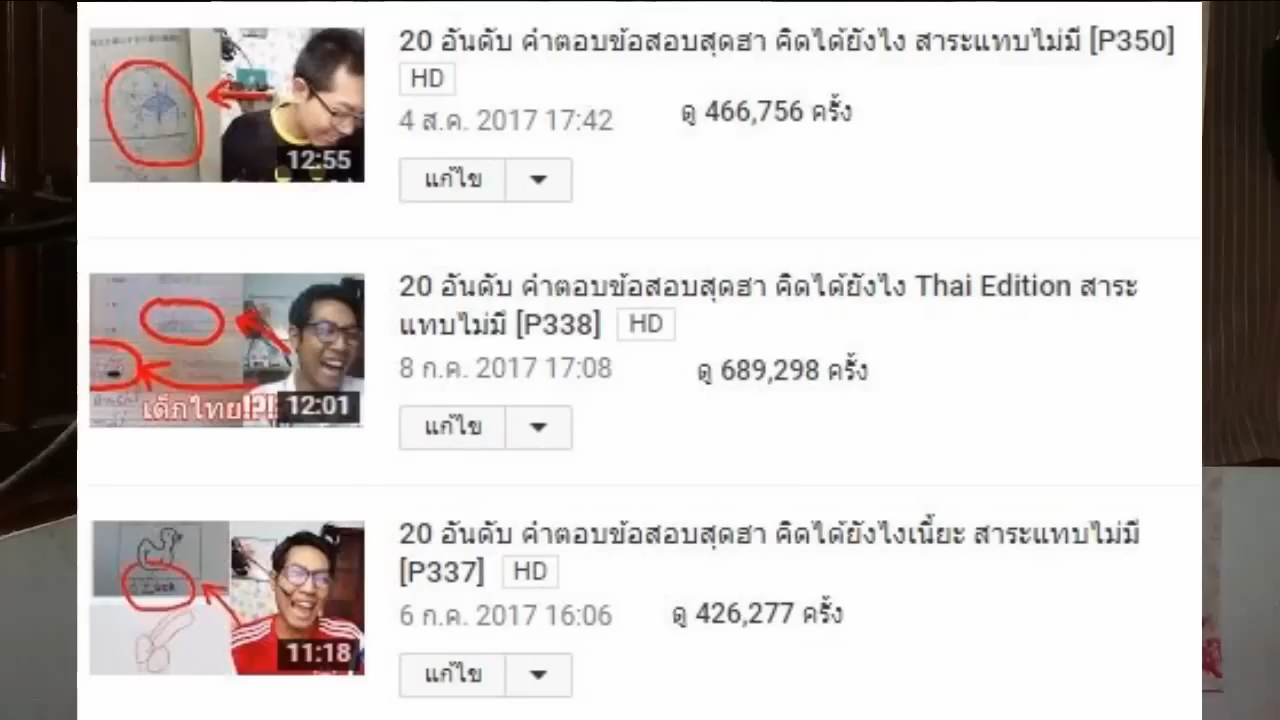 20 อันดับ คำตอบข้อสอบสุดฮา คิดได้ยังไง สาระแทบไม่มี [P350]
HD
4 ส.ค. 2017 17:42
ดู 466,756 ครั้ง
12:55
แก้ไข
20 อันดับ คำตอบข้อสอบสุดฮา คิดได้ยังไง Thai Edition สาระ
แทบไม่มี [P338] HD
8 ก.ค. 2017 17:08
ดู 689,298 ครั้ง
เด็กไทย!?! 12:01
แก้ไข
20 อันดับ คำตอบข้อสอบสุดฮา คิดได้ยังไงเนี้ยะ สาระแทบไม่มี
[P337] HD
6 ก.ค. 2017 16:06
ดู 426,277 ครั้ง
11:18
แก้ไข